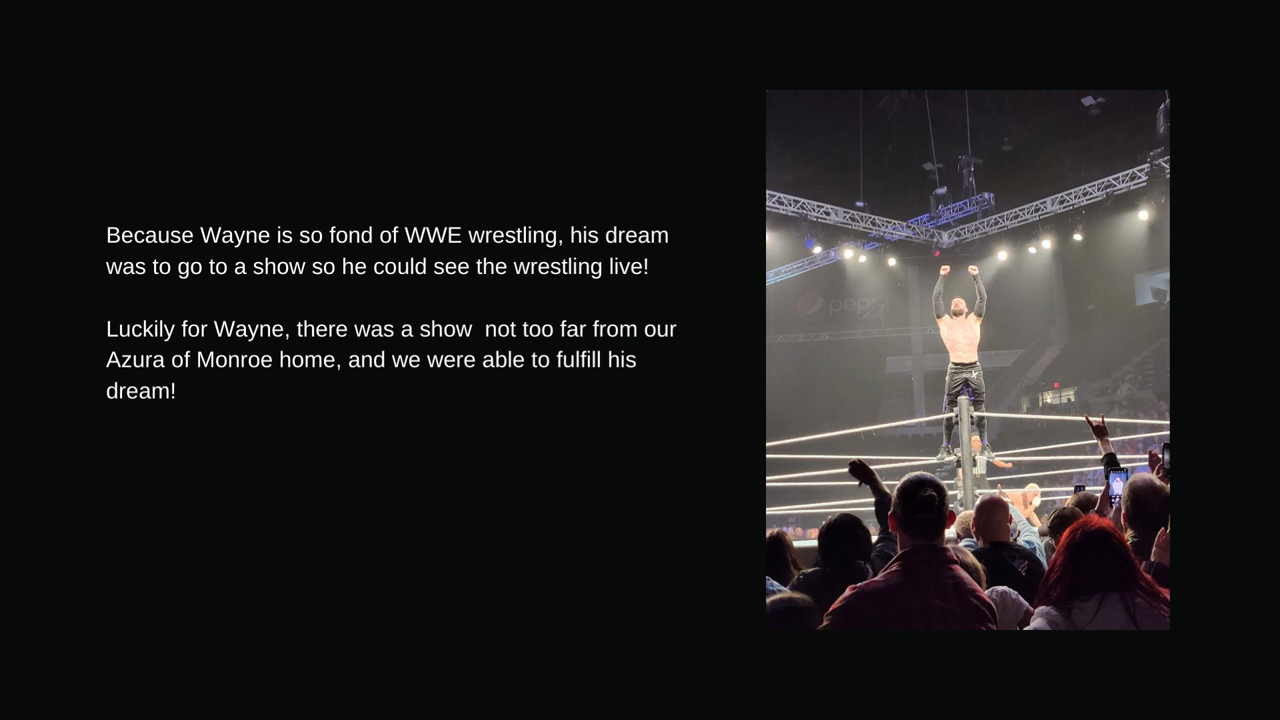 Because Wayne is so fond of WWE wrestling, his dream
was to go to a show so he could see the wrestling live!
Luckily for Wayne, there was a show  not too far from our
Azura of Monroe home, and we were able to fulfill his
dream!
pepsi